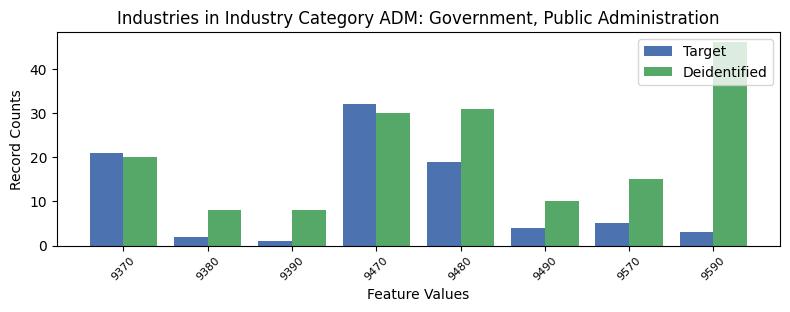 Industries in Industry Category ADM: Government, Public Administration
Target
Deidentified
Record Counts
40
30
20
10
0
9370 9380 9390 9470 9480 9490 9570 9590
Feature Values